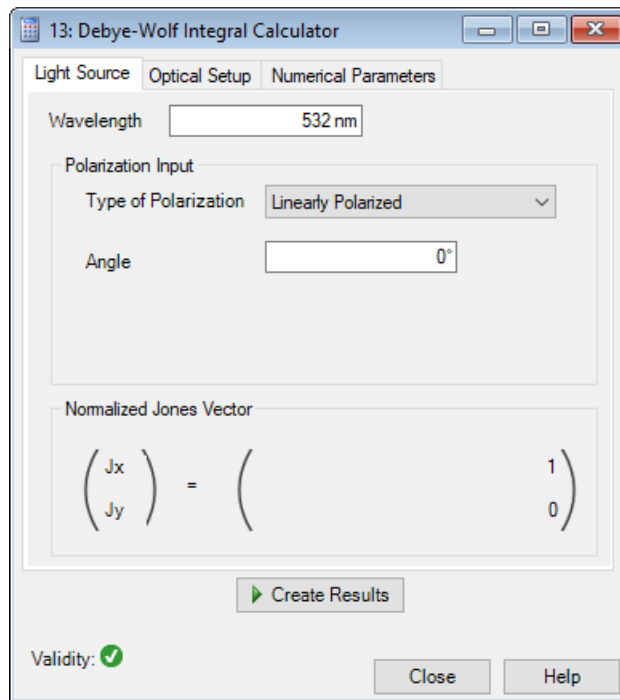 13: Debye-Wolf Integral Calculator
Light Source Optical Setup Numerical Parameters
Wavelength 532 nm
Polarization Input
Type of Polarization Linearly Polarized
Angle 0°
Normalized Jones Vector
Jx 1
=
Jy 0
Create Results
Validity:
Close Help